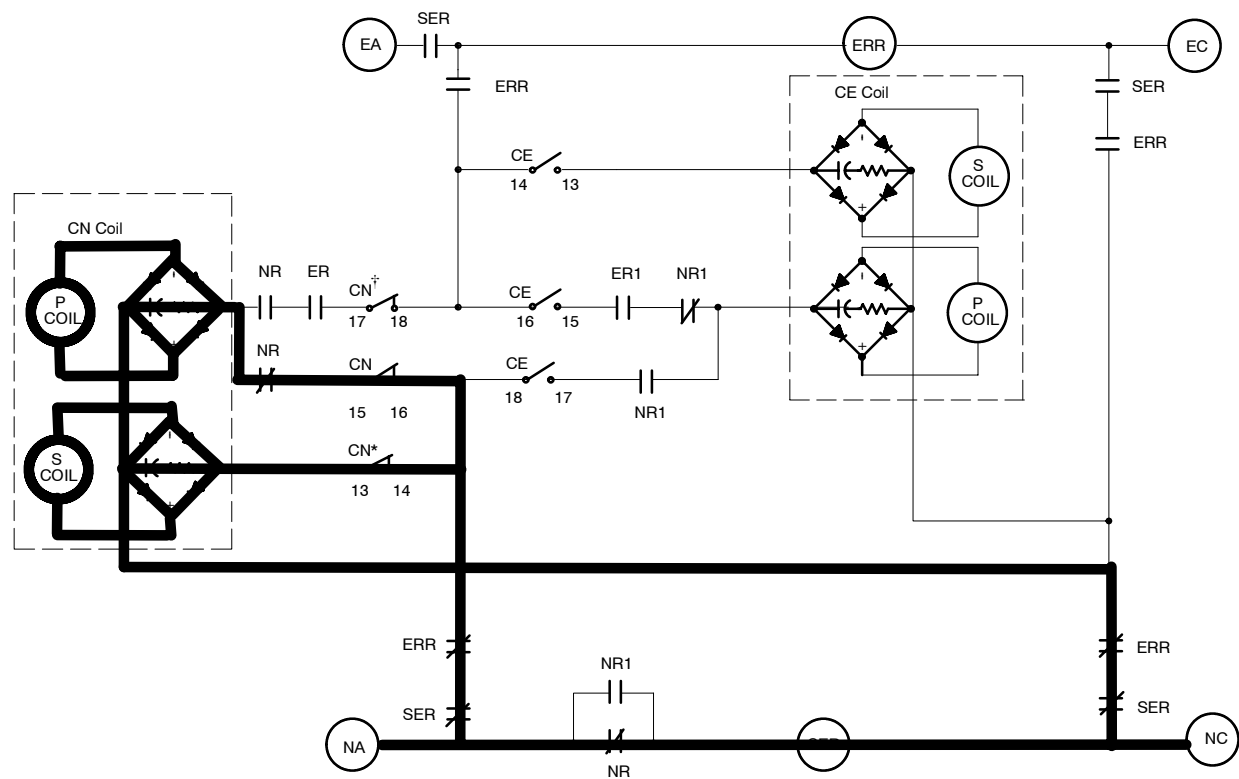 SER
EA
ERR
EC
ERR
CE Coil
SER
ERR
CE
14 13
S
COIL
CN Coil
NR
ER
CN†
17 18
CE
16 15
ER1
NR1
P
COIL
P
COIL
NR
CN
15 16
CE
18 17
NR1
S
COIL
CN*
13 14
ERR
ERR
NR1
SER
SER
NA
NR
NC